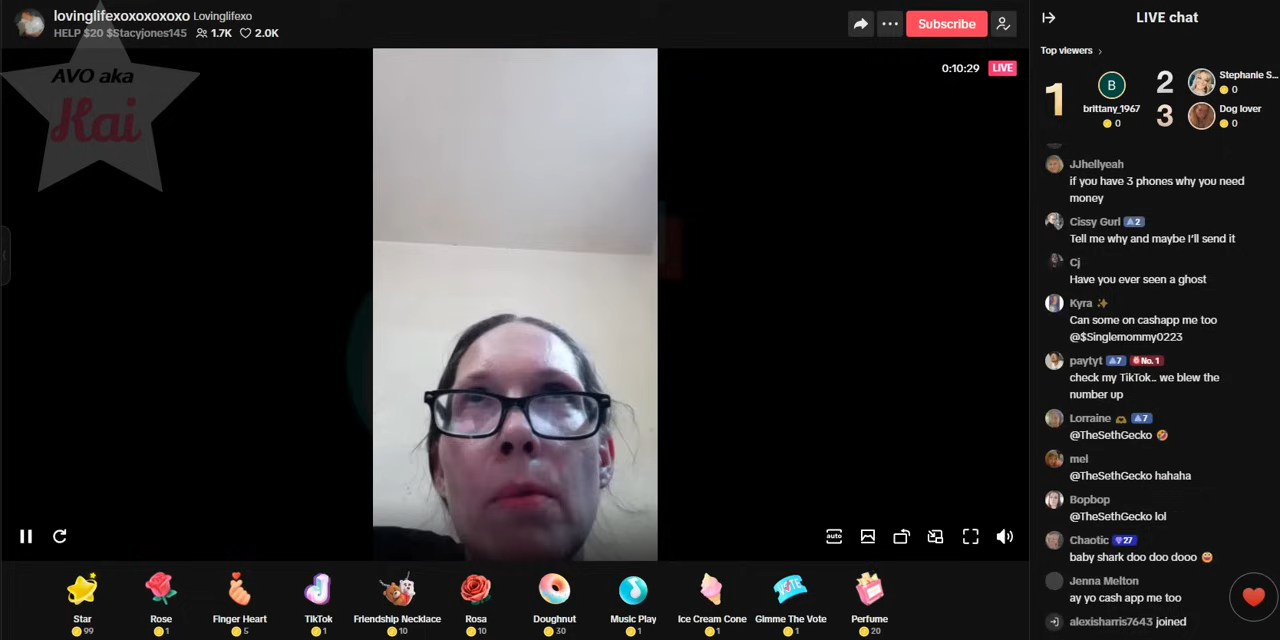 lovinglifexoxoxoxoxo Lovinglifexo
HELP $20 $Stacyjones145 1.7K 2.0K
Subscribe
AVO aka
Kai
0:10:29 LIVE
LIVE chat
Top viewers
1
B
brittany_1967
0
2
Stephanie S...
0
3
Dog lover
0
JJhellyeah
if you have 3 phones why you need
money
Cissy Gurl 2
Tell me why and maybe I'll send it
Cj
Have you ever seen a ghost
Kyra
Can some on cashapp me too
@$Singlemommy0223
paytyt 7 No. 1
check my TikTok.. we blew the
number up
Lorraine 7
@TheSethGecko
mel
@TheSethGecko hahaha
Bopbop
@TheSethGecko lol
Chaotic 27
baby shark doo doo dooo
Jenna Melton
ay yo cash app me too
alexisharris7643 joined
auto
Star
99
Rose
1
Finger Heart
5
TikTok
1
Friendship Necklace
10
Rosa
10
Doughnut
30
Music Play
1
Ice Cream Cone
1
Gimme The Vote
1
Perfume
20